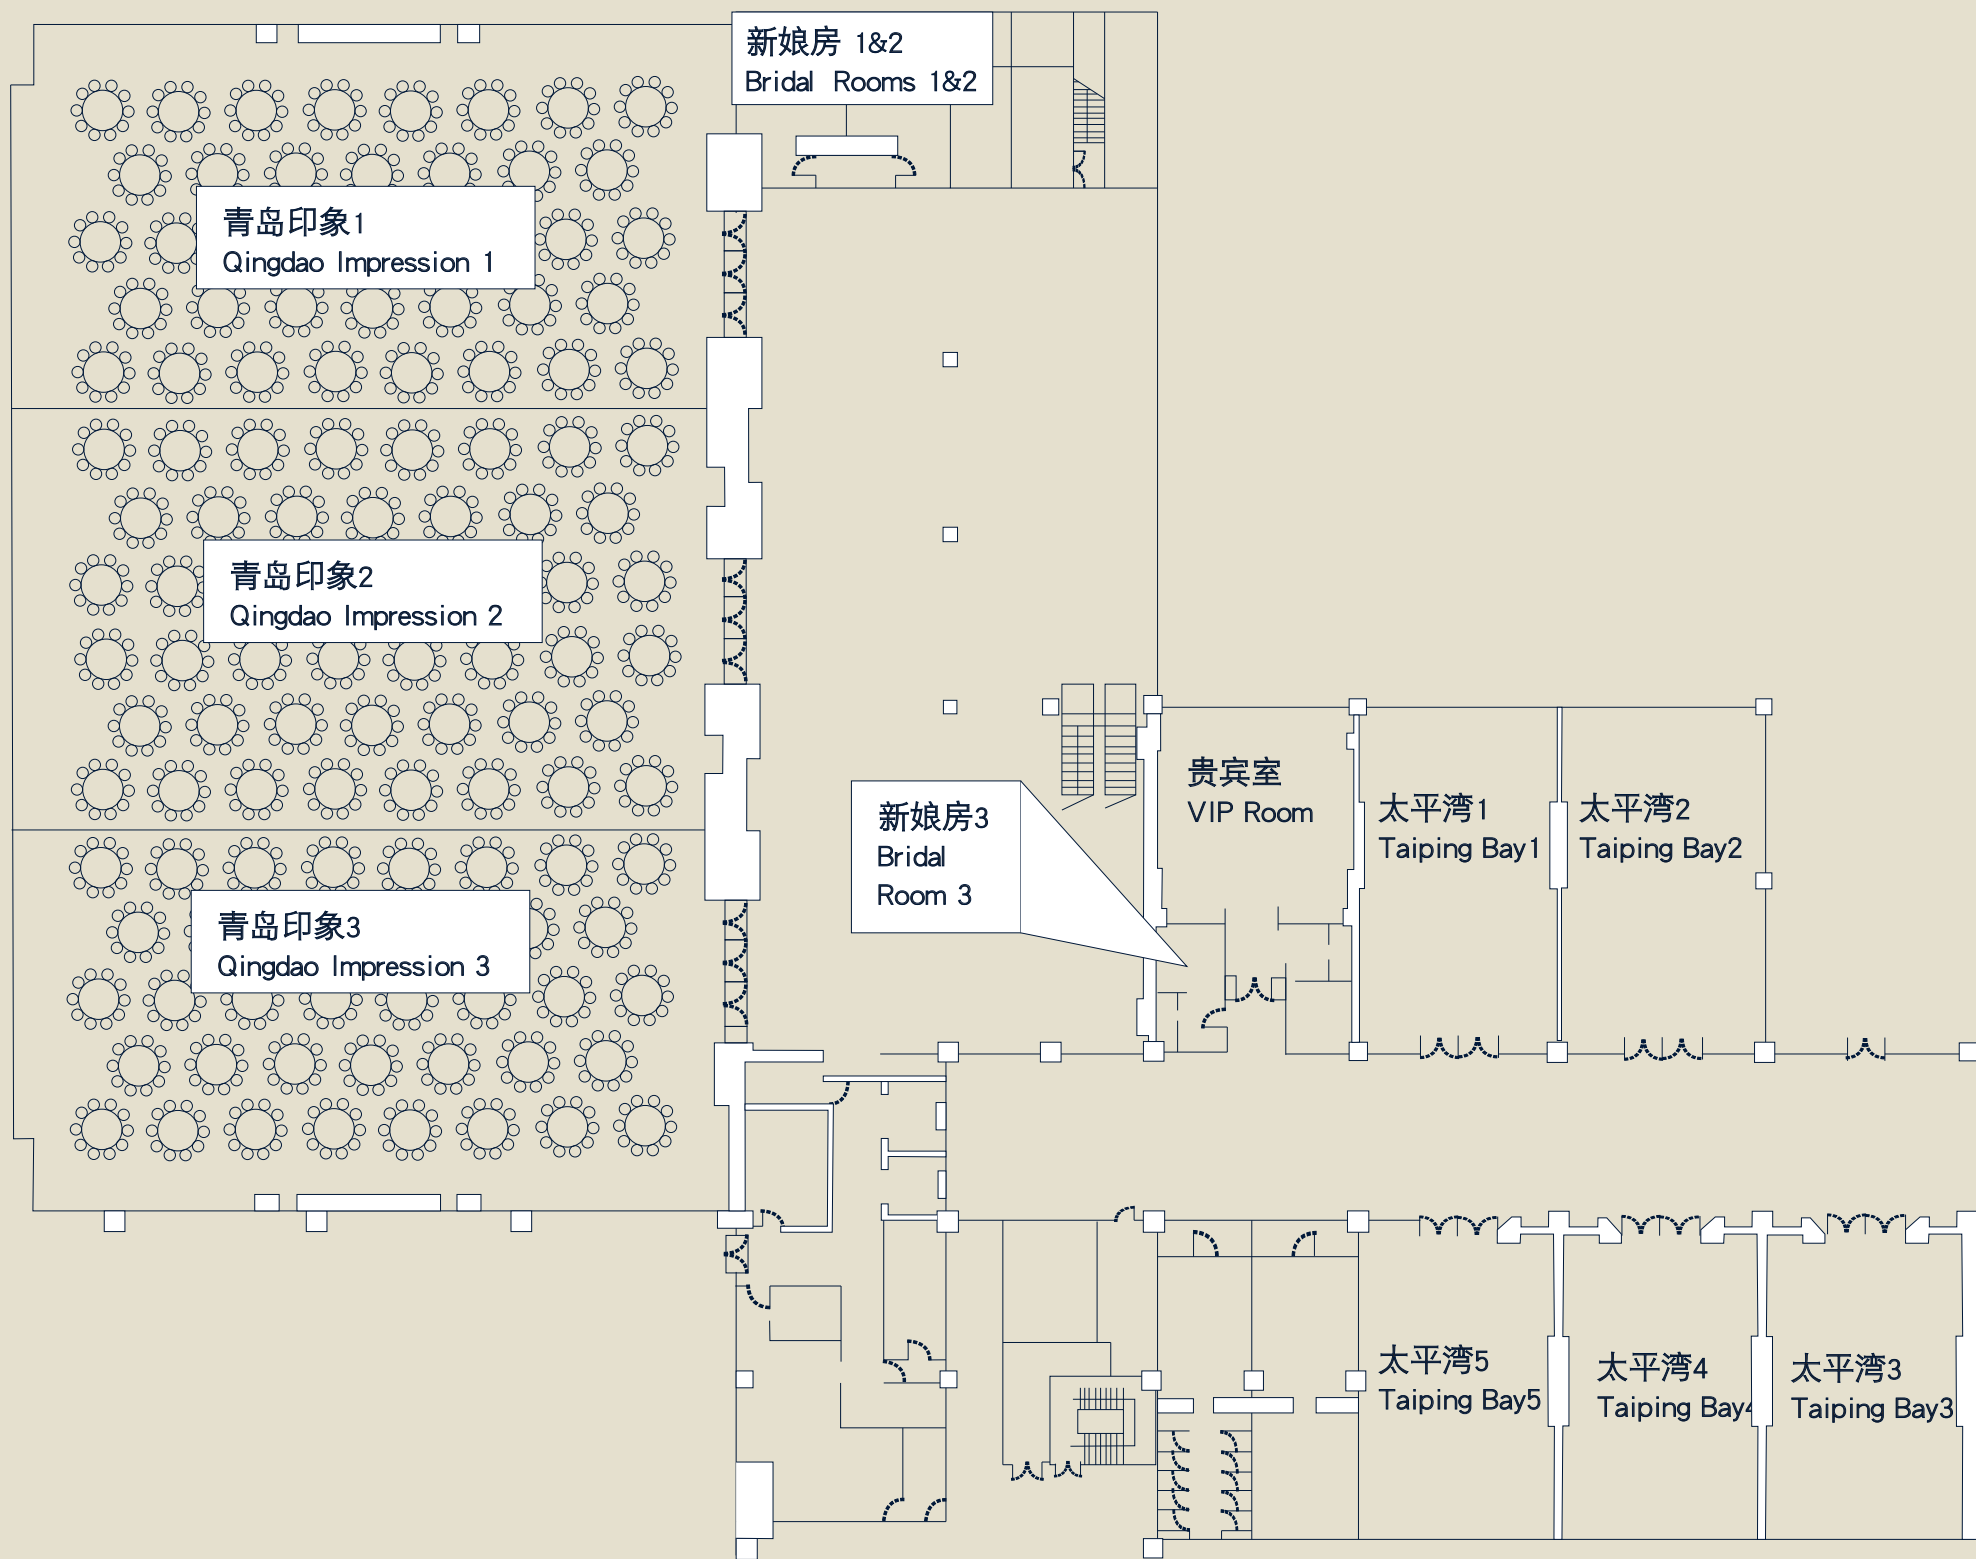 新娘房 1&2
Bridal Rooms 1&2
青岛印象1
Qingdao Impression 1
青岛印象2
Qingdao Impression 2
贵宾室
VIP Room
太平湾1
Taiping Bay1
太平湾2
Taiping Bay2
新娘房3
Bridal
Room 3
青岛印象3
Qingdao Impression 3
太平湾5
Taiping Bay5
太平湾4
Taiping Bay4
太平湾3
Taiping Bay3